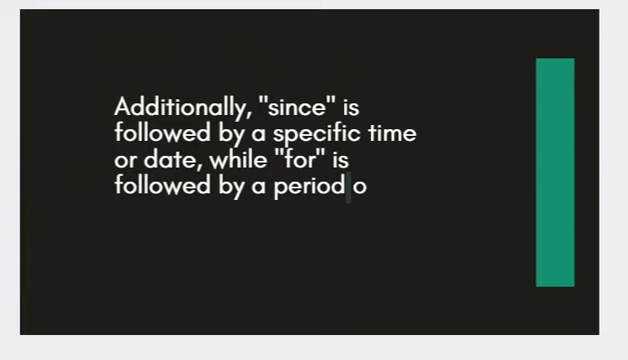 Additionally, "since" is
followed by a specific time
or date, while "for" is
followed by a period o